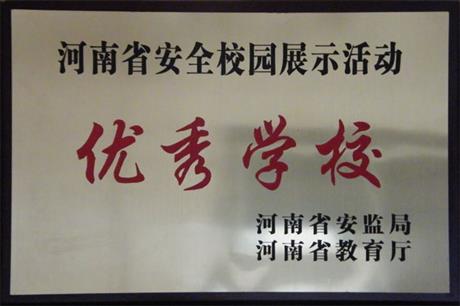 河南省安全校园展示活动
优秀学校
河南省安监局
河南省教育厅